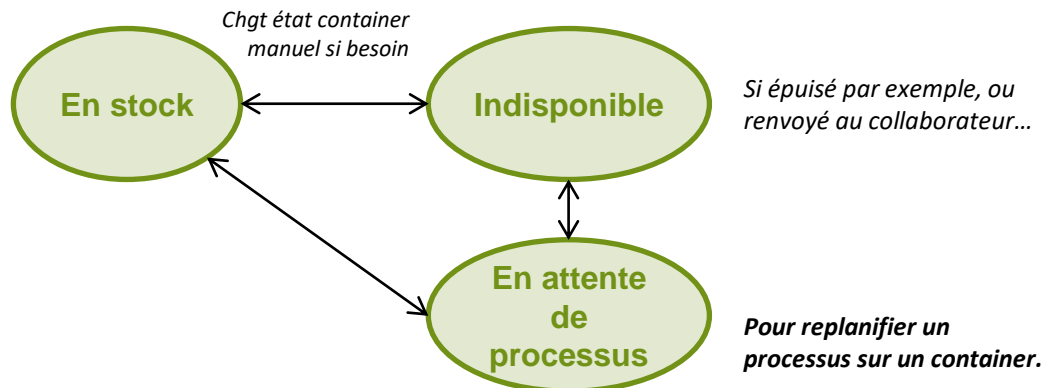 Chgt état container
manuel si besoin
En stock
Indisponible
Si épuisé par exemple, ou
renvoyé au collaborateur…
En attente
de
processus
Pour replanifier un
processus sur un container.